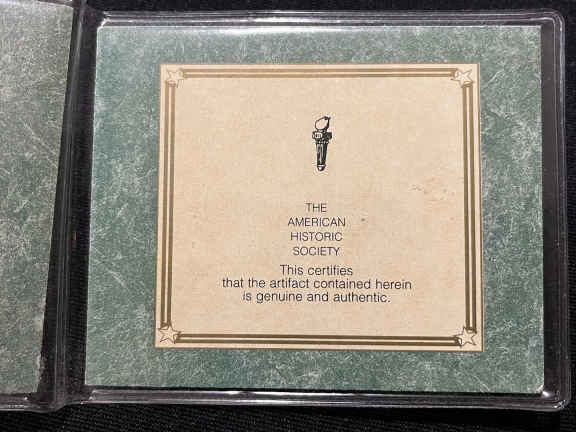 THE
AMERICAN
HISTORIC
SOCIETY
This certifies
that the artifact contained herein
is genuine and authentic.